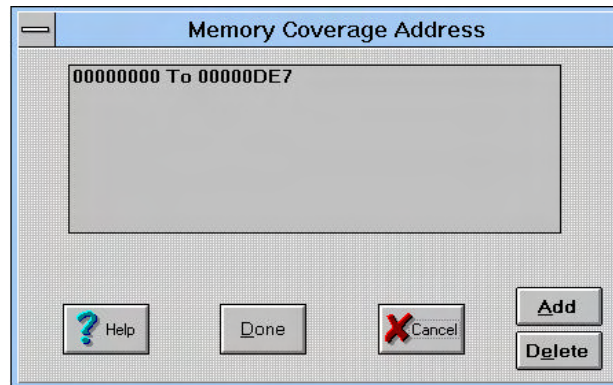 Memory Coverage Address
00000000 To 00000DE7
Help
Done
Cancel
Add
Delete